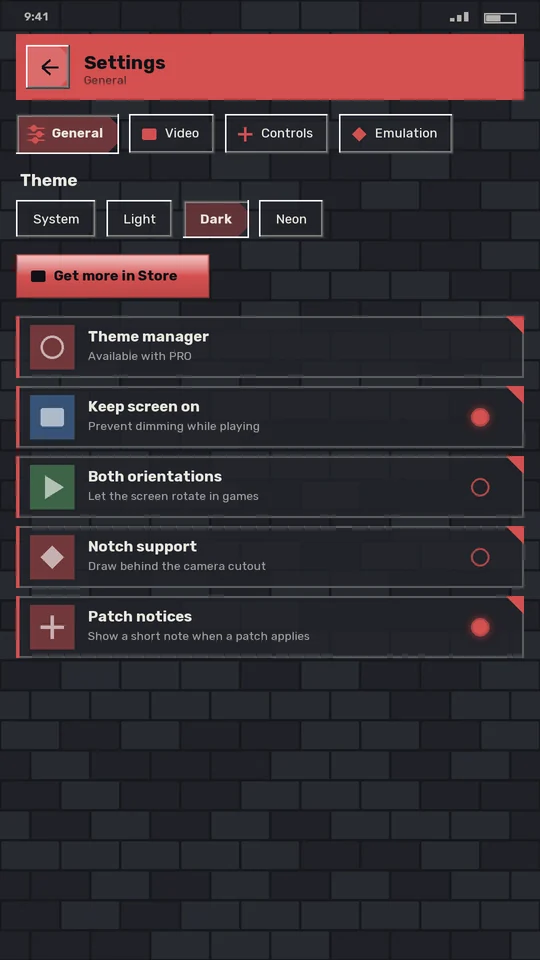 9:41
Settings
General
General
Video
Controls
Emulation
Theme
System
Light
Dark
Neon
Get more in Store
Theme manager
Available with PRO
Keep screen on
Prevent dimming while playing
Both orientations
Let the screen rotate in games
Notch support
Draw behind the camera cutout
Patch notices
Show a short note when a patch applies